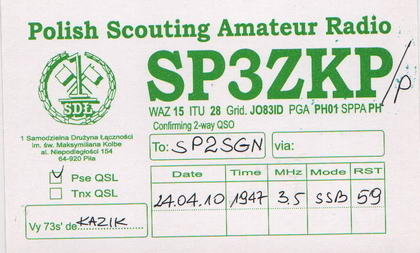 Polish Scouting Amateur Radio
SP3ZKP/p
WAZ 15 ITU 28 Grid. JO83ID PGA PH01 SPPA PH
Confirming 2-way QSO
SDŁ
1 Samodzielna Drużyna Łączności
im. św. Maksymiliana Kolbe
al. Niepodległości 154
64-920 Piła
To: SP2SGN via:
Pse QSL
Tnx QSL
Date Time MHz Mode RST
24.04.10 1947 3,5 SSB 59
Vy 73s' de KAZIK